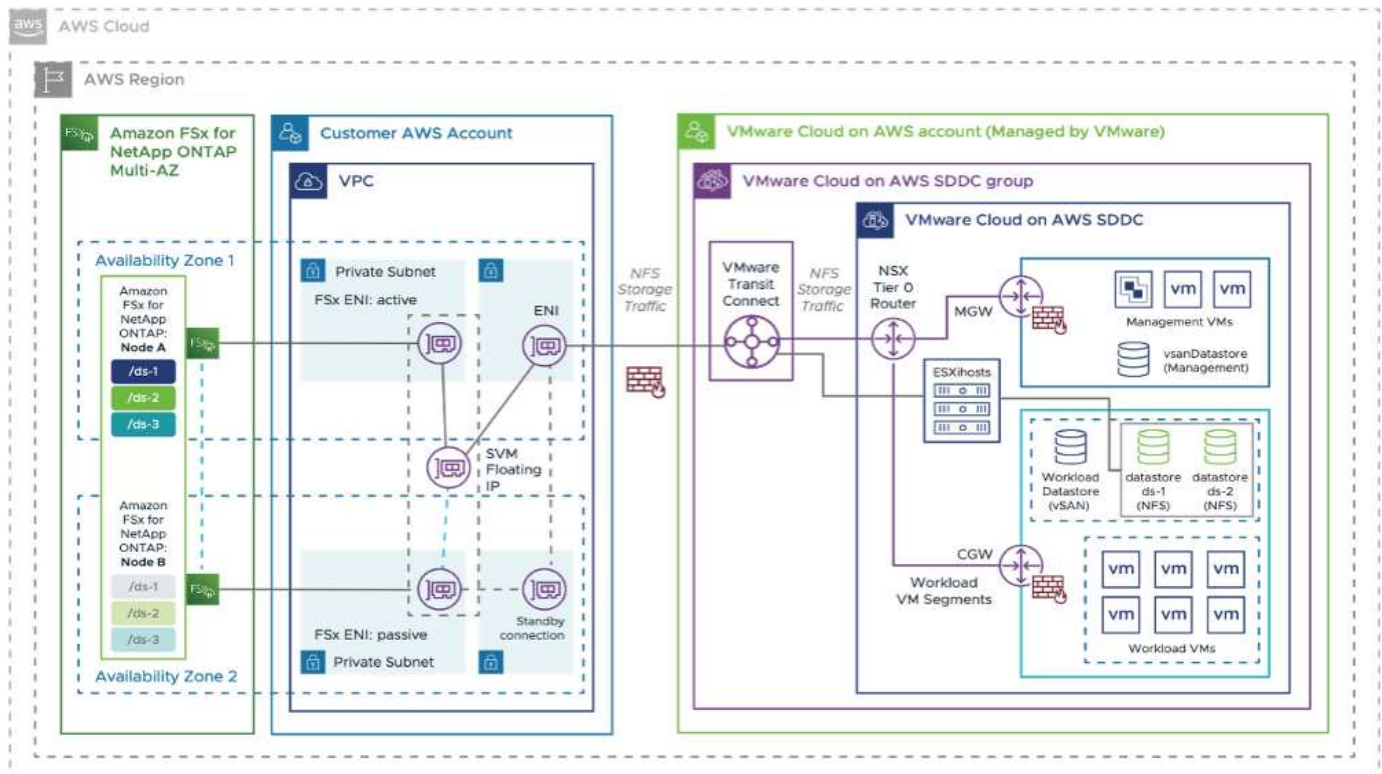 aws
AWS Cloud
AWS Region
FSx
Amazon FSx for
NetApp ONTAP
Multi-AZ
Customer AWS Account
VPC
Availability Zone 1
Amazon
FSx for
NetApp
ONTAP:
Node A
/ds-1
/ds-2
/ds-3
FSx
Private Subnet
FSx ENI: active
ENI
SVM
Floating
IP
Amazon
FSx for
NetApp
ONTAP:
Node B
/ds-1
/ds-2
/ds-3
FSx
FSx ENI: passive
Private Subnet
Standby
connection
Availability Zone 2
NFS
Storage
Traffic
VMware Cloud on AWS account (Managed by VMware)
VMware Cloud on AWS SDDC group
VMware Cloud on AWS SDDC
VMware
Transit
Connect
NFS
Storage
Traffic
NSX
Tier 0
Router
MGW
vm
vm
Management VMs
vsanDatastore
(Management)
ESXihosts
Workload
Datastore
(vSAN)
datastore
ds-1
(NFS)
datastore
ds-2
(NFS)
CGW
Workload
VM Segments
vm
vm
vm
vm
vm
vm
Workload VMs